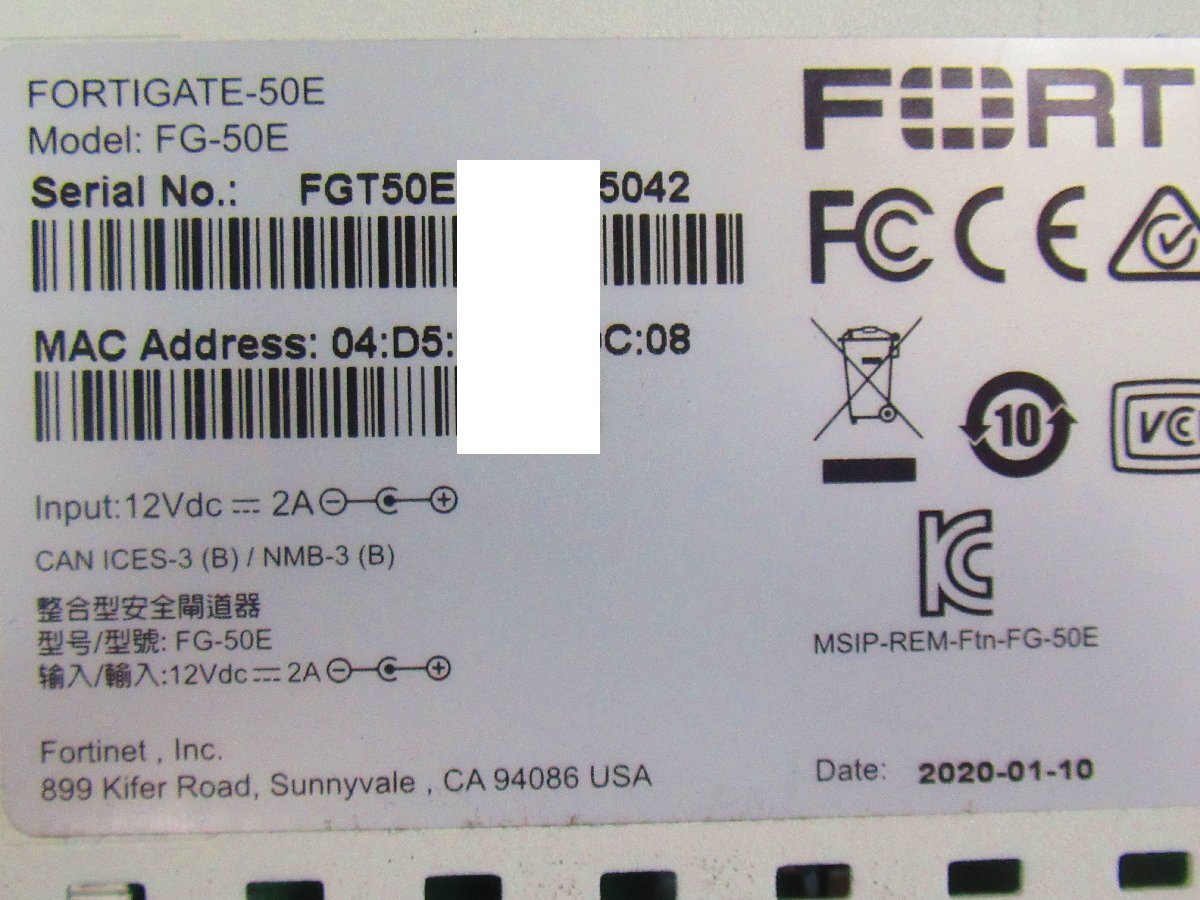 FORTIGATE-50E
Model: FG-50E
Serial No.: FGT50E 5042
MAC Address: 04:D5: C:08
Input:12Vdc ⎓ 2A
CAN ICES-3 (B) / NMB-3 (B)
整合型安全閘道器
型号/型號: FG-50E
输入/輸入:12Vdc ⎓ 2A
Fortinet , Inc.
899 Kifer Road, Sunnyvale , CA 94086 USA
FORT
FC CE
10
VCC
KC
MSIP-REM-Ftn-FG-50E
Date: 2020-01-10